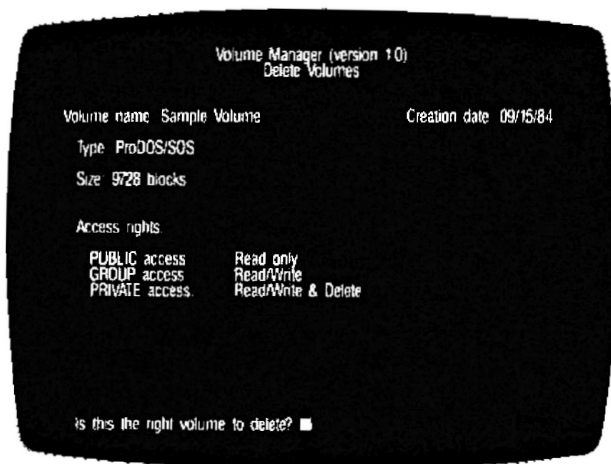 Volume Manager (version 1.0)
Delete Volumes
Volume name: Sample Volume Creation date: 09/15/84
Type: ProDOS/SOS
Size: 9728 blocks
Access rights:
PUBLIC access: Read only
GROUP access: Read/Write
PRIVATE access: Read/Write & Delete
Is this the right volume to delete?